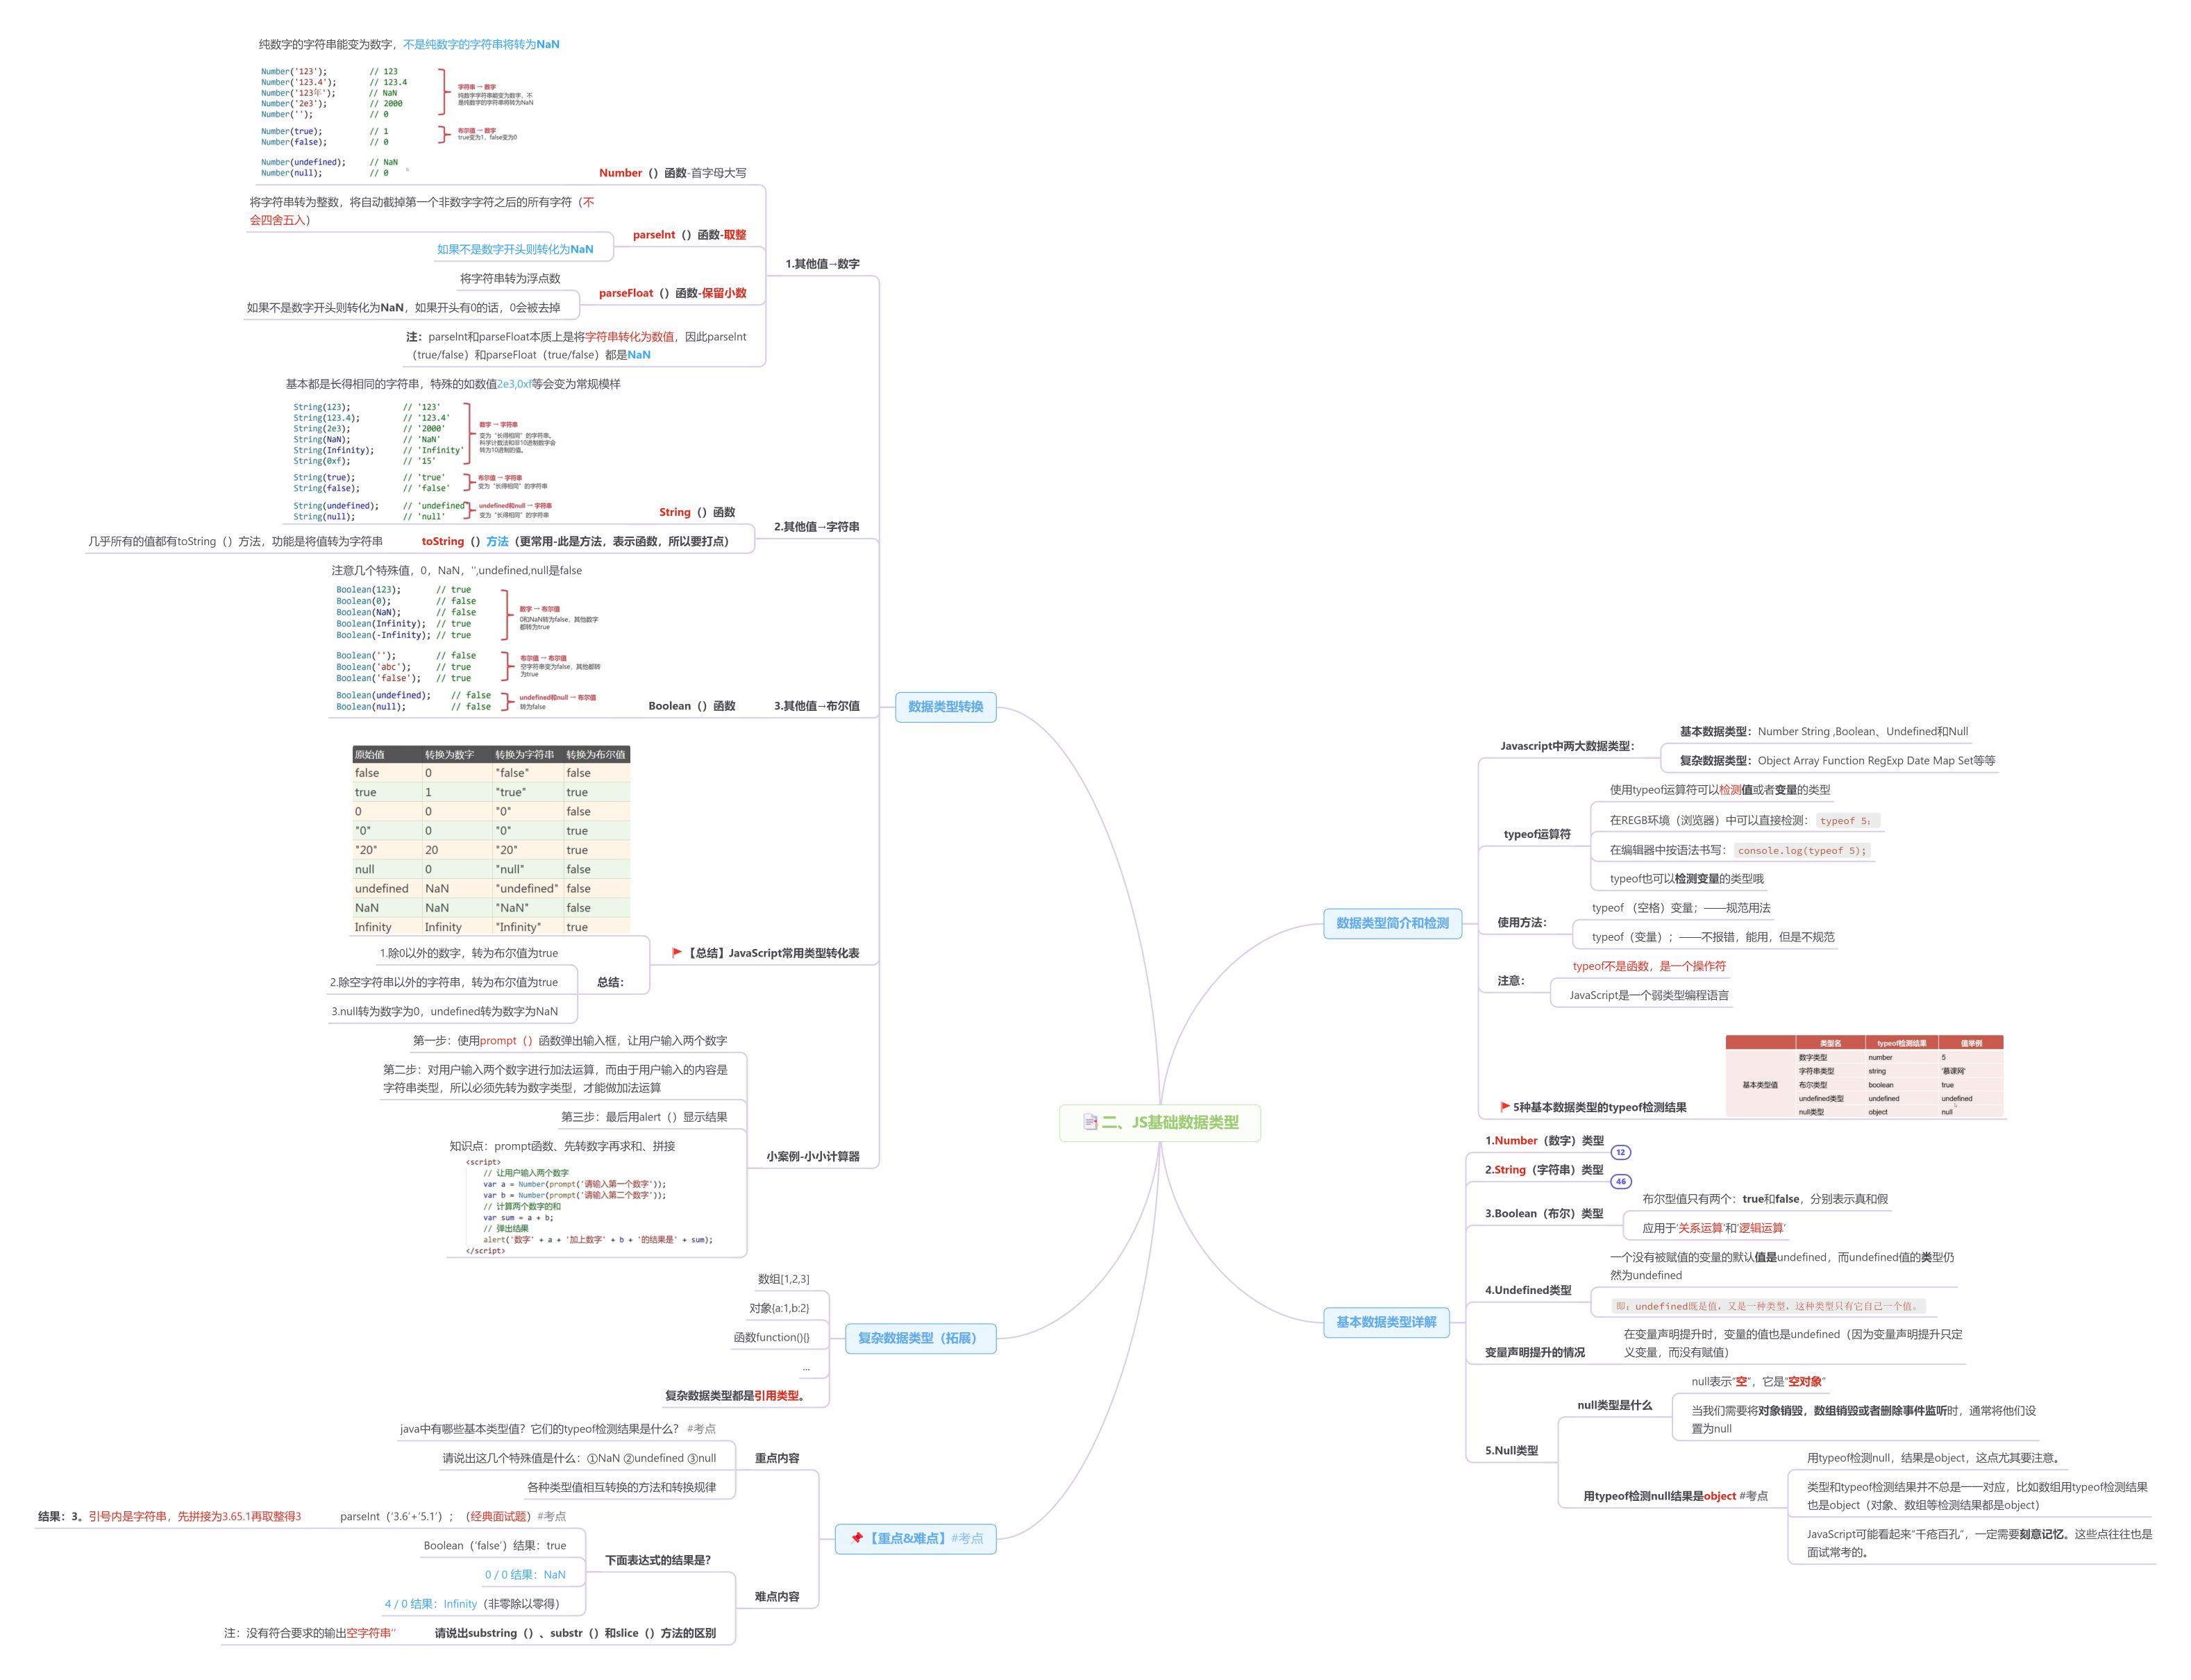 纯数字的字符串能变为数字，不是纯数字的字符串将转为NaN
Number('123'); // 123
Number('123.4'); // 123.4
Number('123年'); // NaN
Number('2e3'); // 2000
Number(''); // 0
字符串 → 数字
纯数字字符串能变为数字，不
是纯数字的字符串将转为NaN
Number(true); // 1
Number(false); // 0
布尔值 → 数字
true变为1，false变为0
Number(undefined); // NaN
Number(null); // 0
Number（）函数-首字母大写
将字符串转为整数，将自动截掉第一个非数字字符之后的所有字符（不
会四舍五入）
如果不是数字开头则转化为NaN
parseInt（）函数-取整
将字符串转为浮点数
如果不是数字开头则转化为NaN，如果开头有0的话，0会被去掉
parseFloat（）函数-保留小数
注：parseInt和parseFloat本质上是将字符串转化为数值，因此parseInt
（true/false）和parseFloat（true/false）都是NaN
1.其他值→数字
基本都是长得相同的字符串，特殊的如数值2e3,0xf等会变为常规模样
String(123); // '123'
String(123.4); // '123.4'
String(2e3); // '2000'
String(NaN); // 'NaN'
String(Infinity); // 'Infinity'
String(0xf); // '15'
数字 → 字符串
变为“长得相同”的字符串。
科学计数法和非10进制数字会
转为10进制的值。
String(true); // 'true'
String(false); // 'false'
布尔值 → 字符串
变为“长得相同”的字符串
String(undefined); // 'undefined'
String(null); // 'null'
undefined和null → 字符串
变为“长得相同”的字符串
String（）函数
几乎所有的值都有toString（）方法，功能是将值转为字符串
toString（）方法（更常用-此是方法，表示函数，所以要打点）
2.其他值→字符串
注意几个特殊值，0，NaN，'',undefined,null是false
Boolean(123); // true
Boolean(0); // false
Boolean(NaN); // false
Boolean(Infinity); // true
Boolean(-Infinity); // true
数字 → 布尔值
0和NaN转为false，其他数字
都转为true
Boolean(''); // false
Boolean('abc'); // true
Boolean('false'); // true
布尔值 → 布尔值
空字符串变为false，其他都转
为true
Boolean(undefined); // false
Boolean(null); // false
undefined和null → 布尔值
转为false
Boolean（）函数
3.其他值→布尔值
数据类型转换
原始值 转换为数字 转换为字符串 转换为布尔值
false 0 "false" false
true 1 "true" true
0 0 "0" false
"0" 0 "0" true
"20" 20 "20" true
null 0 "null" false
undefined NaN "undefined" false
NaN NaN "NaN" false
Infinity Infinity "Infinity" true
1.除0以外的数字，转为布尔值为true
2.除空字符串以外的字符串，转为布尔值为true
3.null转为数字为0，undefined转为数字为NaN
总结：
【总结】JavaScript常用类型转化表
第一步：使用prompt（）函数弹出输入框，让用户输入两个数字
第二步：对用户输入两个数字进行加法运算，而由于用户输入的内容是
字符串类型，所以必须先转为数字类型，才能做加法运算
第三步：最后用alert（）显示结果
知识点：prompt函数、先转数字再求和、拼接
<script>
// 让用户输入两个数字
var a = Number(prompt('请输入第一个数字'));
var b = Number(prompt('请输入第二个数字'));
// 计算两个数字的和
var sum = a + b;
// 弹出结果
alert('数字' + a + '加上数字' + b + '的结果是' + sum);
</script>
小案例-小小计算器
数组[1,2,3]
对象{a:1,b:2}
函数function(){}
...
复杂数据类型都是引用类型。
复杂数据类型（拓展）
java中有哪些基本类型值？它们的typeof检测结果是什么？ #考点
请说出这几个特殊值是什么：①NaN ②undefined ③null
各种类型值相互转换的方法和转换规律
重点内容
结果：3。引号内是字符串，先拼接为3.65.1再取整得3
parseInt（'3.6'+'5.1'）；（经典面试题）#考点
Boolean（'false'）结果：true
0 / 0 结果：NaN
4 / 0 结果：Infinity（非零除以零得）
下面表达式的结果是？
注：没有符合要求的输出空字符串''
请说出substring（）、substr（）和slice（）方法的区别
难点内容
【重点&难点】#考点
二、JS基础数据类型
Javascript中两大数据类型：
基本数据类型：Number String ,Boolean、Undefined和Null
复杂数据类型：Object Array Function RegExp Date Map Set等等
typeof运算符
使用typeof运算符可以检测值或者变量的类型
在REGB环境（浏览器）中可以直接检测： typeof 5；
在编辑器中按语法书写： console.log(typeof 5);
typeof也可以检测变量的类型哦
使用方法：
typeof （空格）变量；——规范用法
typeof（变量）；——不报错，能用，但是不规范
注意：
typeof不是函数，是一个操作符
JavaScript是一个弱类型编程语言
数据类型简介和检测
5种基本数据类型的typeof检测结果
类型名 typeof检测结果 值举例
基本类型值
数字类型 number 5
字符串类型 string '慕课网'
布尔类型 boolean true
undefined类型 undefined undefined
null类型 object null
基本数据类型详解
1.Number（数字）类型
12
2.String（字符串）类型
46
3.Boolean（布尔）类型
布尔型值只有两个：true和false，分别表示真和假
应用于'关系运算'和'逻辑运算'
4.Undefined类型
一个没有被赋值的变量的默认值是undefined，而undefined值的类型仍
然为undefined
即：undefined既是值，又是一种类型，这种类型只有它自己一个值。
变量声明提升的情况
在变量声明提升时，变量的值也是undefined（因为变量声明提升只定
义变量，而没有赋值）
5.Null类型
null类型是什么
null表示“空”，它是“空对象”
当我们需要将对象销毁，数组销毁或者删除事件监听时，通常将他们设
置为null
用typeof检测null结果是object #考点
用typeof检测null，结果是object，这点尤其要注意。
类型和typeof检测结果并不总是一一对应，比如数组用typeof检测结果
也是object（对象、数组等检测结果都是object）
JavaScript可能看起来“千疮百孔”，一定需要刻意记忆。这些点往往也是
面试常考的。